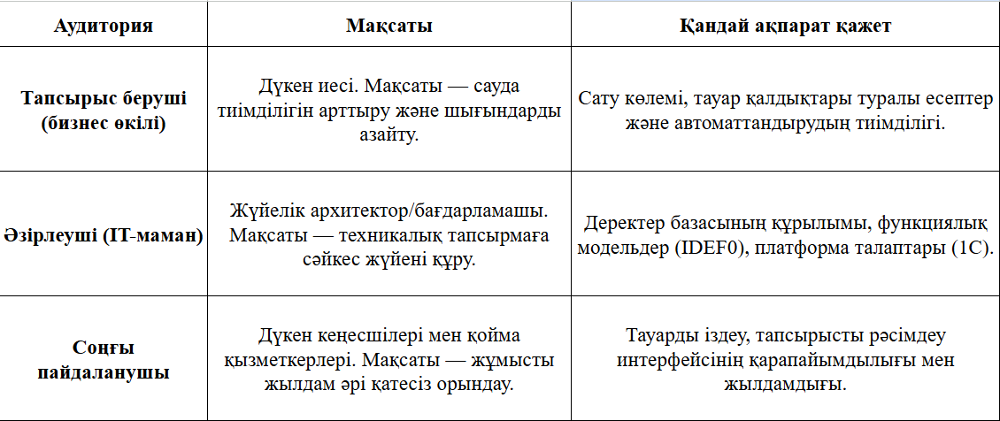 Аудитория
Мақсаты
Қандай ақпарат қажет
Тапсырыс беруші
(бизнес өкілі)
Дүкен иесі. Мақсаты — сауда
тиімділігін арттыру және шығындарды
азайту.
Сату көлемі, тауар қалдықтары туралы есептер
және автоматтандырудың тиімділігі.
Әзірлеуші (IT-маман)
Жүйелік архитектор/бағдарламашы.
Мақсаты — техникалық тапсырмаға
сәйкес жүйені құру.
Деректер базасының құрылымы, функциялық
модельдер (IDEF0), платформа талаптары (1С).
Соңғы
пайдаланушы
Дүкен кеңесшілері мен қойма
қызметкерлері. Мақсаты — жұмысты
жылдам әрі қатесіз орындау.
Тауарды іздеу, тапсырысты рәсімдеу
интерфейсінің қарапайымдылығы мен
жылдамдығы.